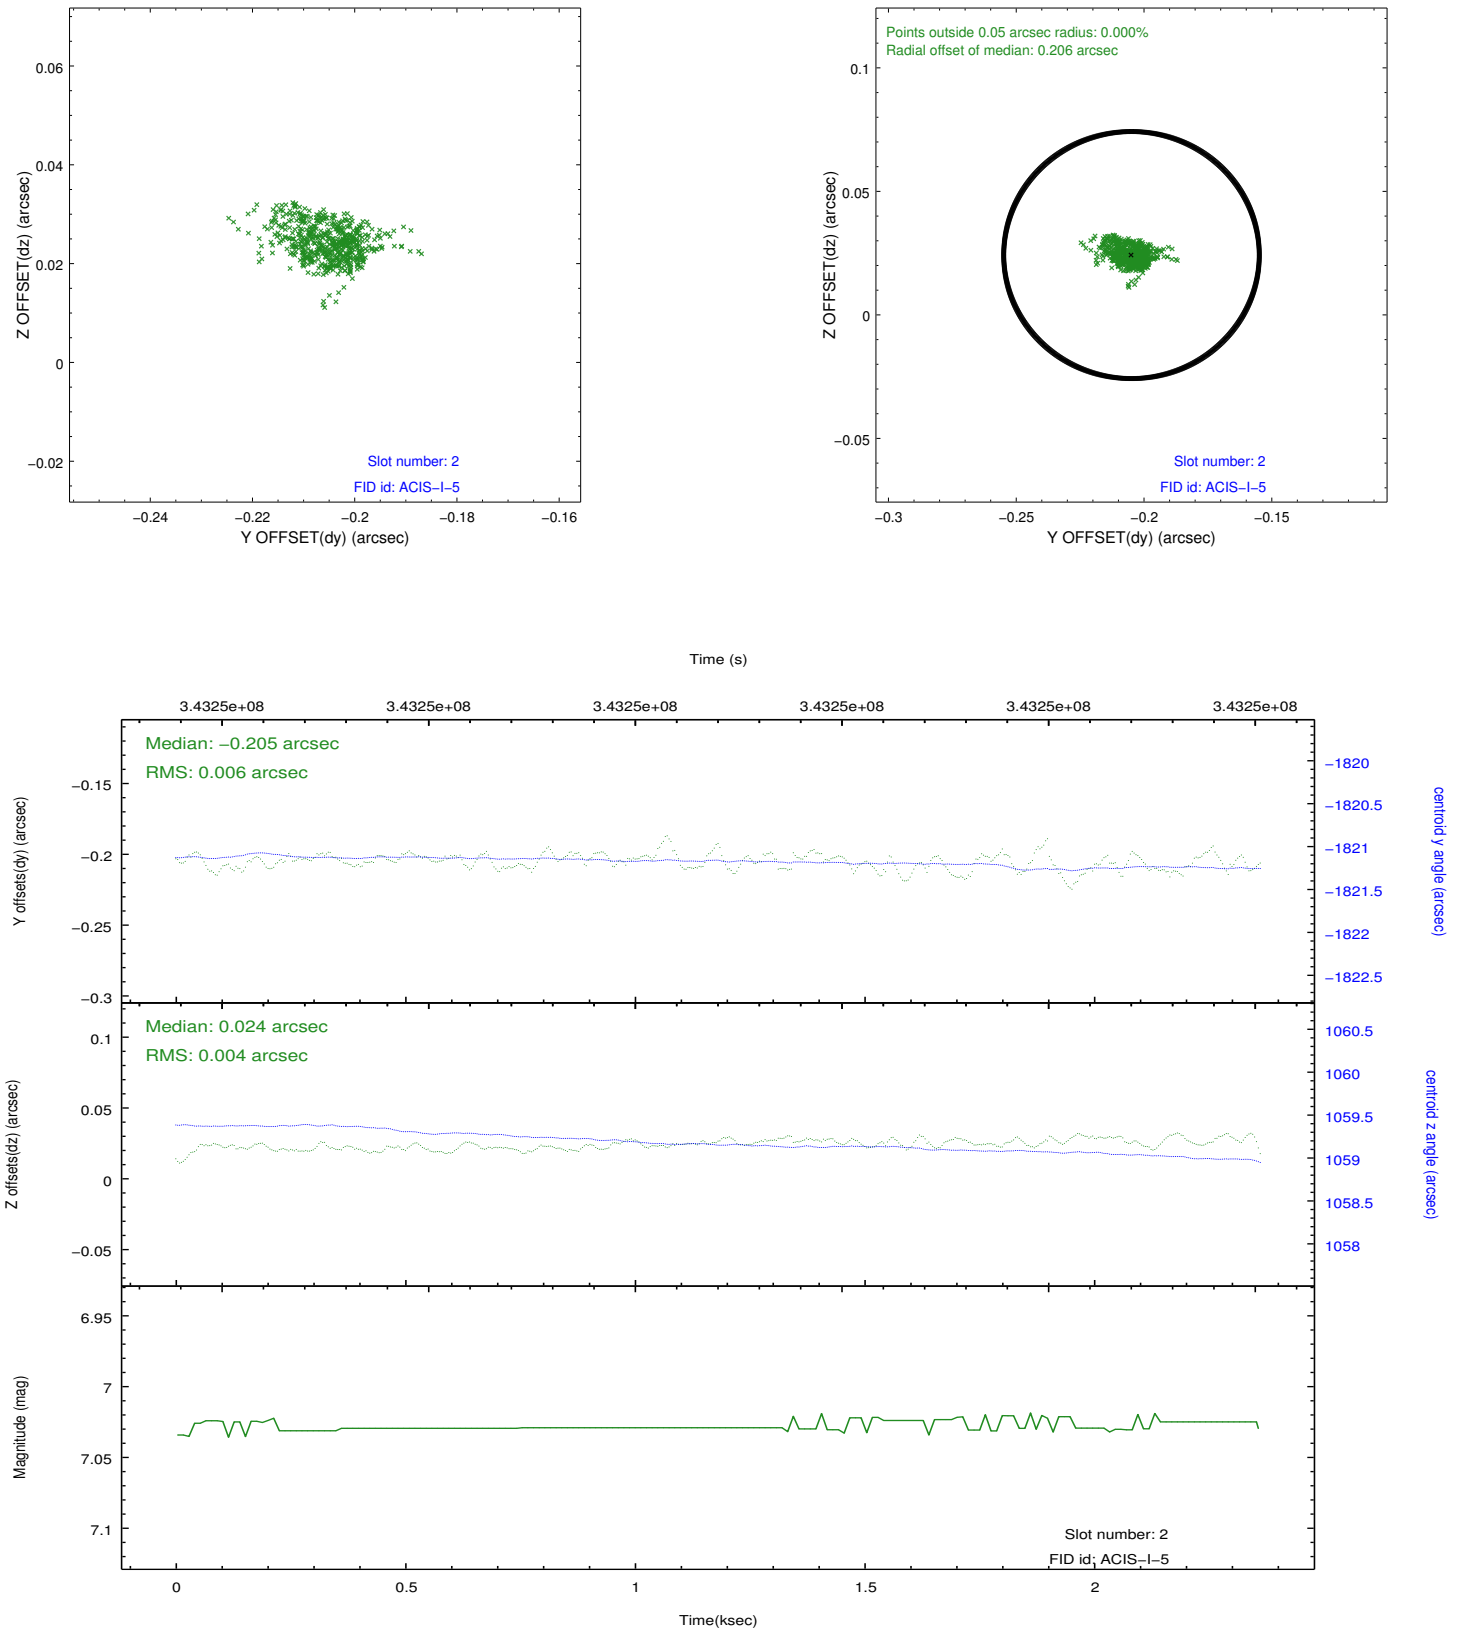 0.06
0.04
0.02
0
−0.02
Z OFFSET(dz) (arcsec)
Slot number: 2
FID id: ACIS−I−5
−0.24 −0.22 −0.2 −0.18 −0.16
Y OFFSET(dy) (arcsec)
Points outside 0.05 arcsec radius: 0.000%
Radial offset of median: 0.206 arcsec
0.1
0.05
0
−0.05
Z OFFSET(dz) (arcsec)
Slot number: 2
FID id: ACIS−I−5
−0.3 −0.25 −0.2 −0.15
Y OFFSET(dy) (arcsec)
Time (s)
3.4325e+08 3.4325e+08 3.4325e+08 3.4325e+08 3.4325e+08 3.4325e+08
Median: −0.205 arcsec
RMS: 0.006 arcsec
−0.15
−0.2
−0.25
−0.3
Y offsets(dy) (arcsec)
−1820
−1820.5
−1821
−1821.5
−1822
−1822.5
centroid y angle (arcsec)
Median: 0.024 arcsec
RMS: 0.004 arcsec
0.1
0.05
0
−0.05
Z offsets(dz) (arcsec)
1060.5
1060
1059.5
1059
1058.5
1058
centroid z angle (arcsec)
6.95
7
7.05
7.1
Magnitude (mag)
Slot number: 2
FID id: ACIS−I−5
0 0.5 1 1.5 2
Time(ksec)